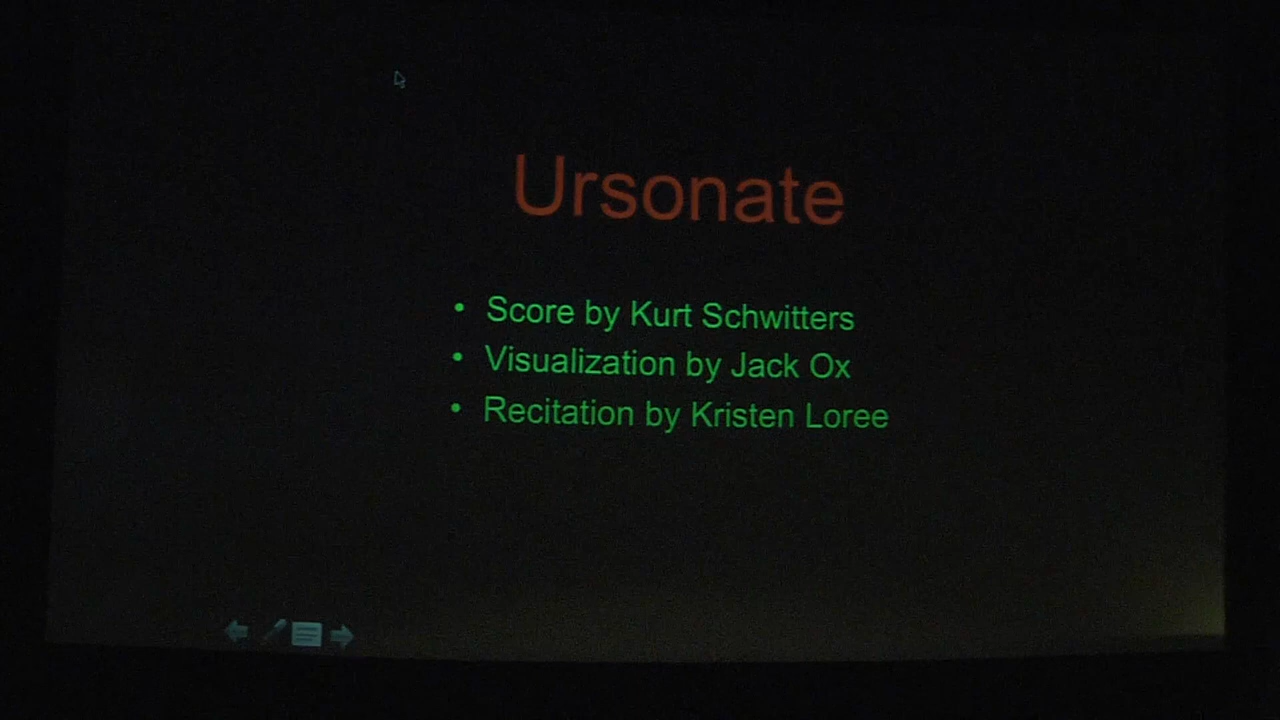 Ursonate
• Score by Kurt Schwitters
• Visualization by Jack Ox
• Recitation by Kristen Loree